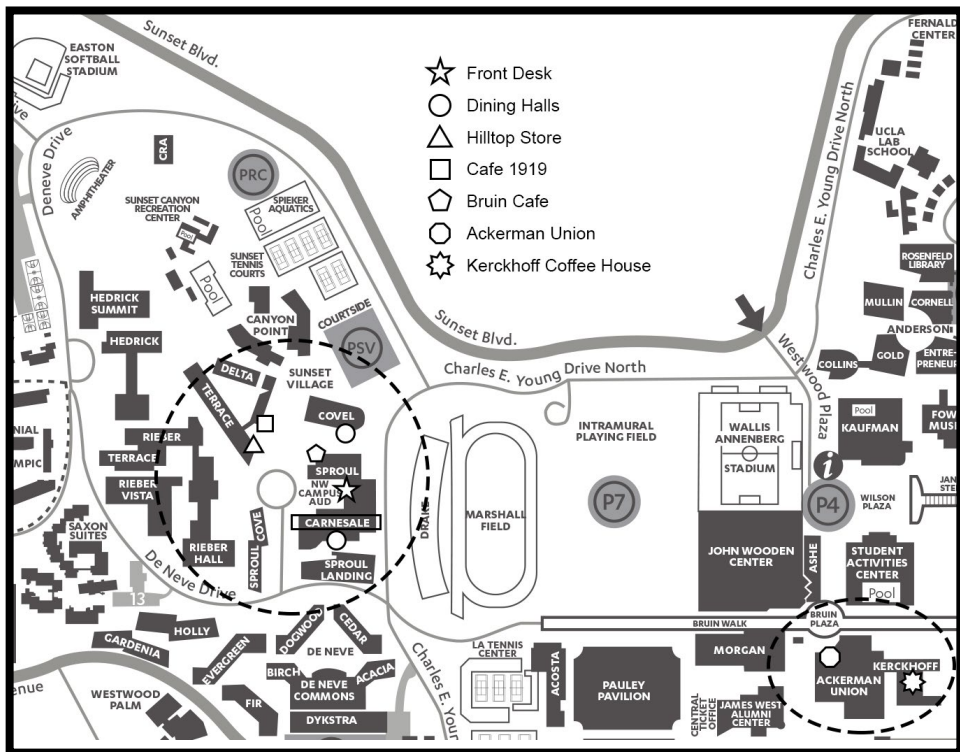 EASTON
SOFTBALL
STADIUM
Sunset Blvd.
Front Desk
Dining Halls
Hilltop Store
Cafe 1919
Bruin Cafe
Ackerman Union
Kerckhoff Coffee House
FERNALD
CENTER
Charles E. Young Drive North
UCLA
LAB
SCHOOL
Deneve Drive
CRA
PRC
AMPHITHEATER
SUNSET CANYON
RECREATION
CENTER
Pool
SPIEKER
AQUATICS
Pool
SUNSET
TENNIS
COURTS
Pool
ROSENFELD
LIBRARY
MULLIN
CORNELL
ANDERSON
GOLD
COLLINS
ENTRE-
PRENEUR
HEDRICK
SUMMIT
HEDRICK
CANYON
POINT
COURTSIDE
PSV
Sunset Blvd.
Charles E. Young Drive North
Westwood Plaza
DELTA
SUNSET
VILLAGE
TERRACE
COVEL
RIEBER
TERRACE
RIEBER
VISTA
SPROUL
NW
CAMPUS
AUD
CARNESALE
SPROUL
COVE
SPROUL
LANDING
RIEBER
HALL
SAXON
SUITES
De Neve Drive
13
DRAKE
MARSHALL
FIELD
INTRAMURAL
PLAYING FIELD
P7
WALLIS
ANNENBERG
STADIUM
Pool
KAUFMAN
i
P4
WILSON
PLAZA
JOHN WOODEN
CENTER
ASHE
STUDENT
ACTIVITIES
CENTER
Pool
BRUIN
PLAZA
BRUIN WALK
HOLLY
GARDENIA
EVERGREEN
DOGWOOD
CEDAR
DE NEVE
BIRCH
ACACIA
DE NEVE
COMMONS
FIR
DYKSTRA
WESTWOOD
PALM
Charles E. Youn
LA TENNIS
CENTER
ACOSTA
PAULEY
PAVILION
MORGAN
CENTRAL
TICKET
OFFICE
JAMES WEST
ALUMNI
CENTER
ACKERMAN
UNION
KERCKHOFF